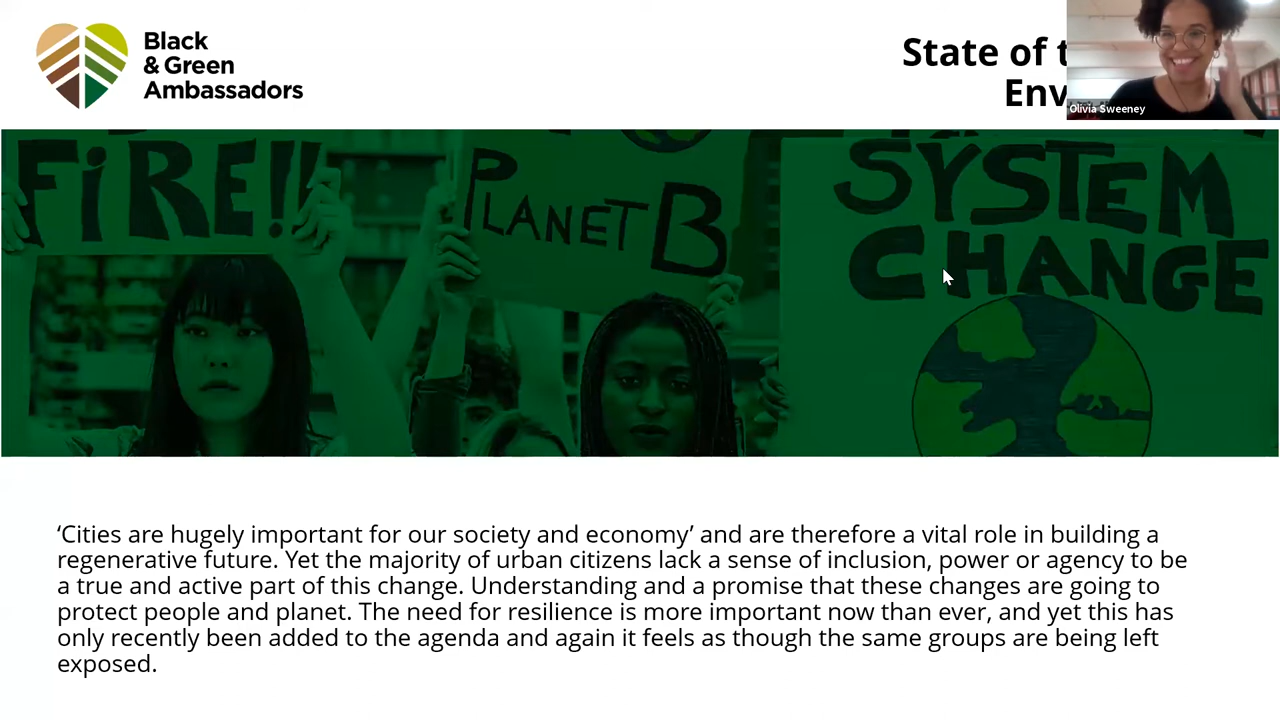 Black
& Green
Ambassadors
State of t
Env
Olivia Sweeney
FiRE!!
PLANET B
SYSTEM
CHANGE
‘Cities are hugely important for our society and economy’ and are therefore a vital role in building a
regenerative future. Yet the majority of urban citizens lack a sense of inclusion, power or agency to be
a true and active part of this change. Understanding and a promise that these changes are going to
protect people and planet. The need for resilience is more important now than ever, and yet this has
only recently been added to the agenda and again it feels as though the same groups are being left
exposed.